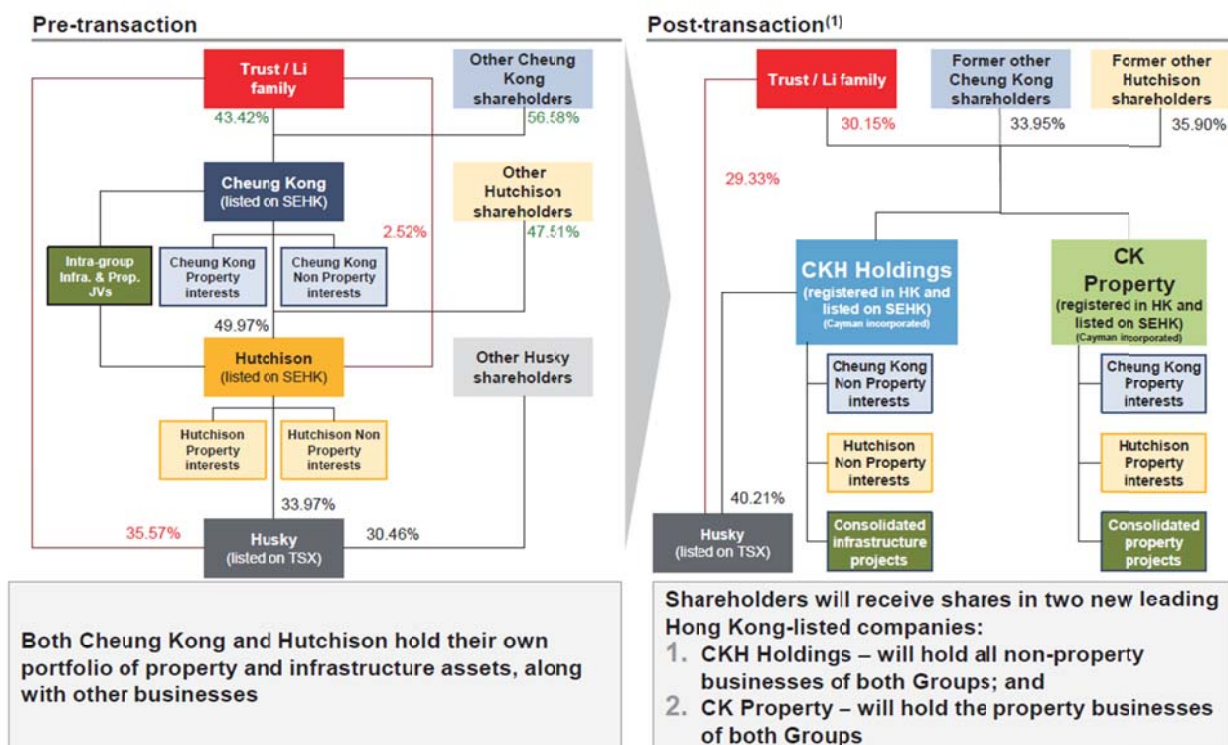 Pre-transaction
Trust / Li
family
43.42%
Other Cheung
Kong
shareholders
56.58%
Cheung Kong
(listed on SEHK)
Other
Hutchison
shareholders
47.51%
2.52%
Intra-group
Infra. & Prop.
JVs
Cheung Kong
Property
interests
Cheung Kong
Non Property
interests
49.97%
Hutchison
(listed on SEHK)
Other Husky
shareholders
Hutchison
Property
interests
Hutchison Non
Property
interests
33.97%
35.57%
30.46%
Husky
(listed on TSX)
Both Cheung Kong and Hutchison hold their own
portfolio of property and infrastructure assets, along
with other businesses
Post-transaction(1)
Trust / Li family
Former other
Cheung Kong
shareholders
Former other
Hutchison
shareholders
30.15%
33.95%
35.90%
29.33%
CKH Holdings
(registered in HK and
listed on SEHK)
(Cayman incorporated)
CK
Property
(registered in HK and
listed on SEHK)
(Cayman incorporated)
Cheung Kong
Non Property
interests
Cheung Kong
Property
interests
Hutchison
Non Property
interests
Hutchison
Property
interests
40.21%
Husky
(listed on TSX)
Consolidated
infrastructure
projects
Consolidated
property
projects
Shareholders will receive shares in two new leading
Hong Kong-listed companies:
1. CKH Holdings – will hold all non-property
businesses of both Groups; and
2. CK Property – will hold the property businesses
of both Groups